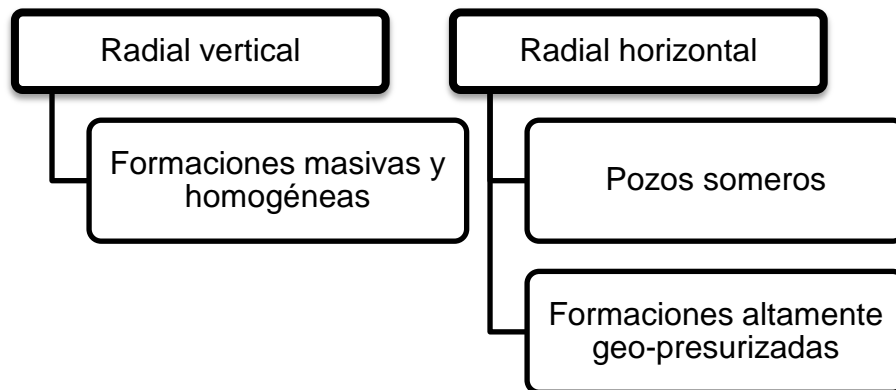 Radial vertical
Formaciones masivas y
homogéneas
Radial horizontal
Pozos someros
Formaciones altamente
geo-presurizadas